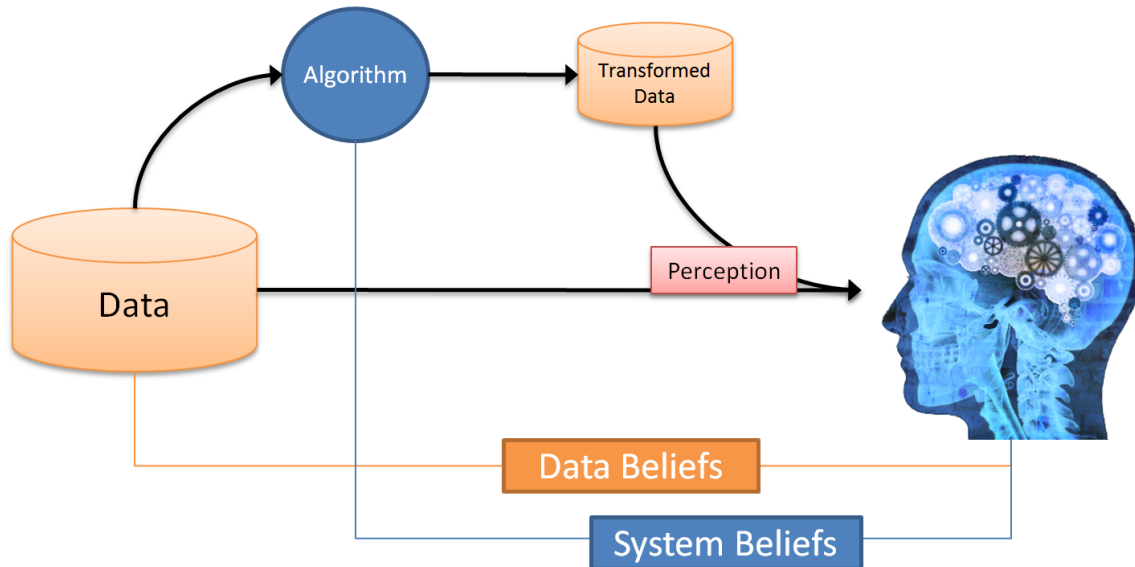 Algorithm
Transformed
Data
Data
Perception
Data Beliefs
System Beliefs